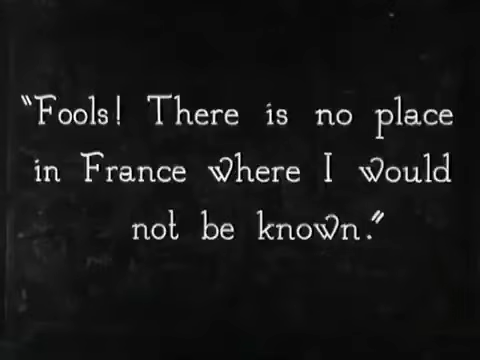 "Fools! There is no place
in France where I would
not be known."